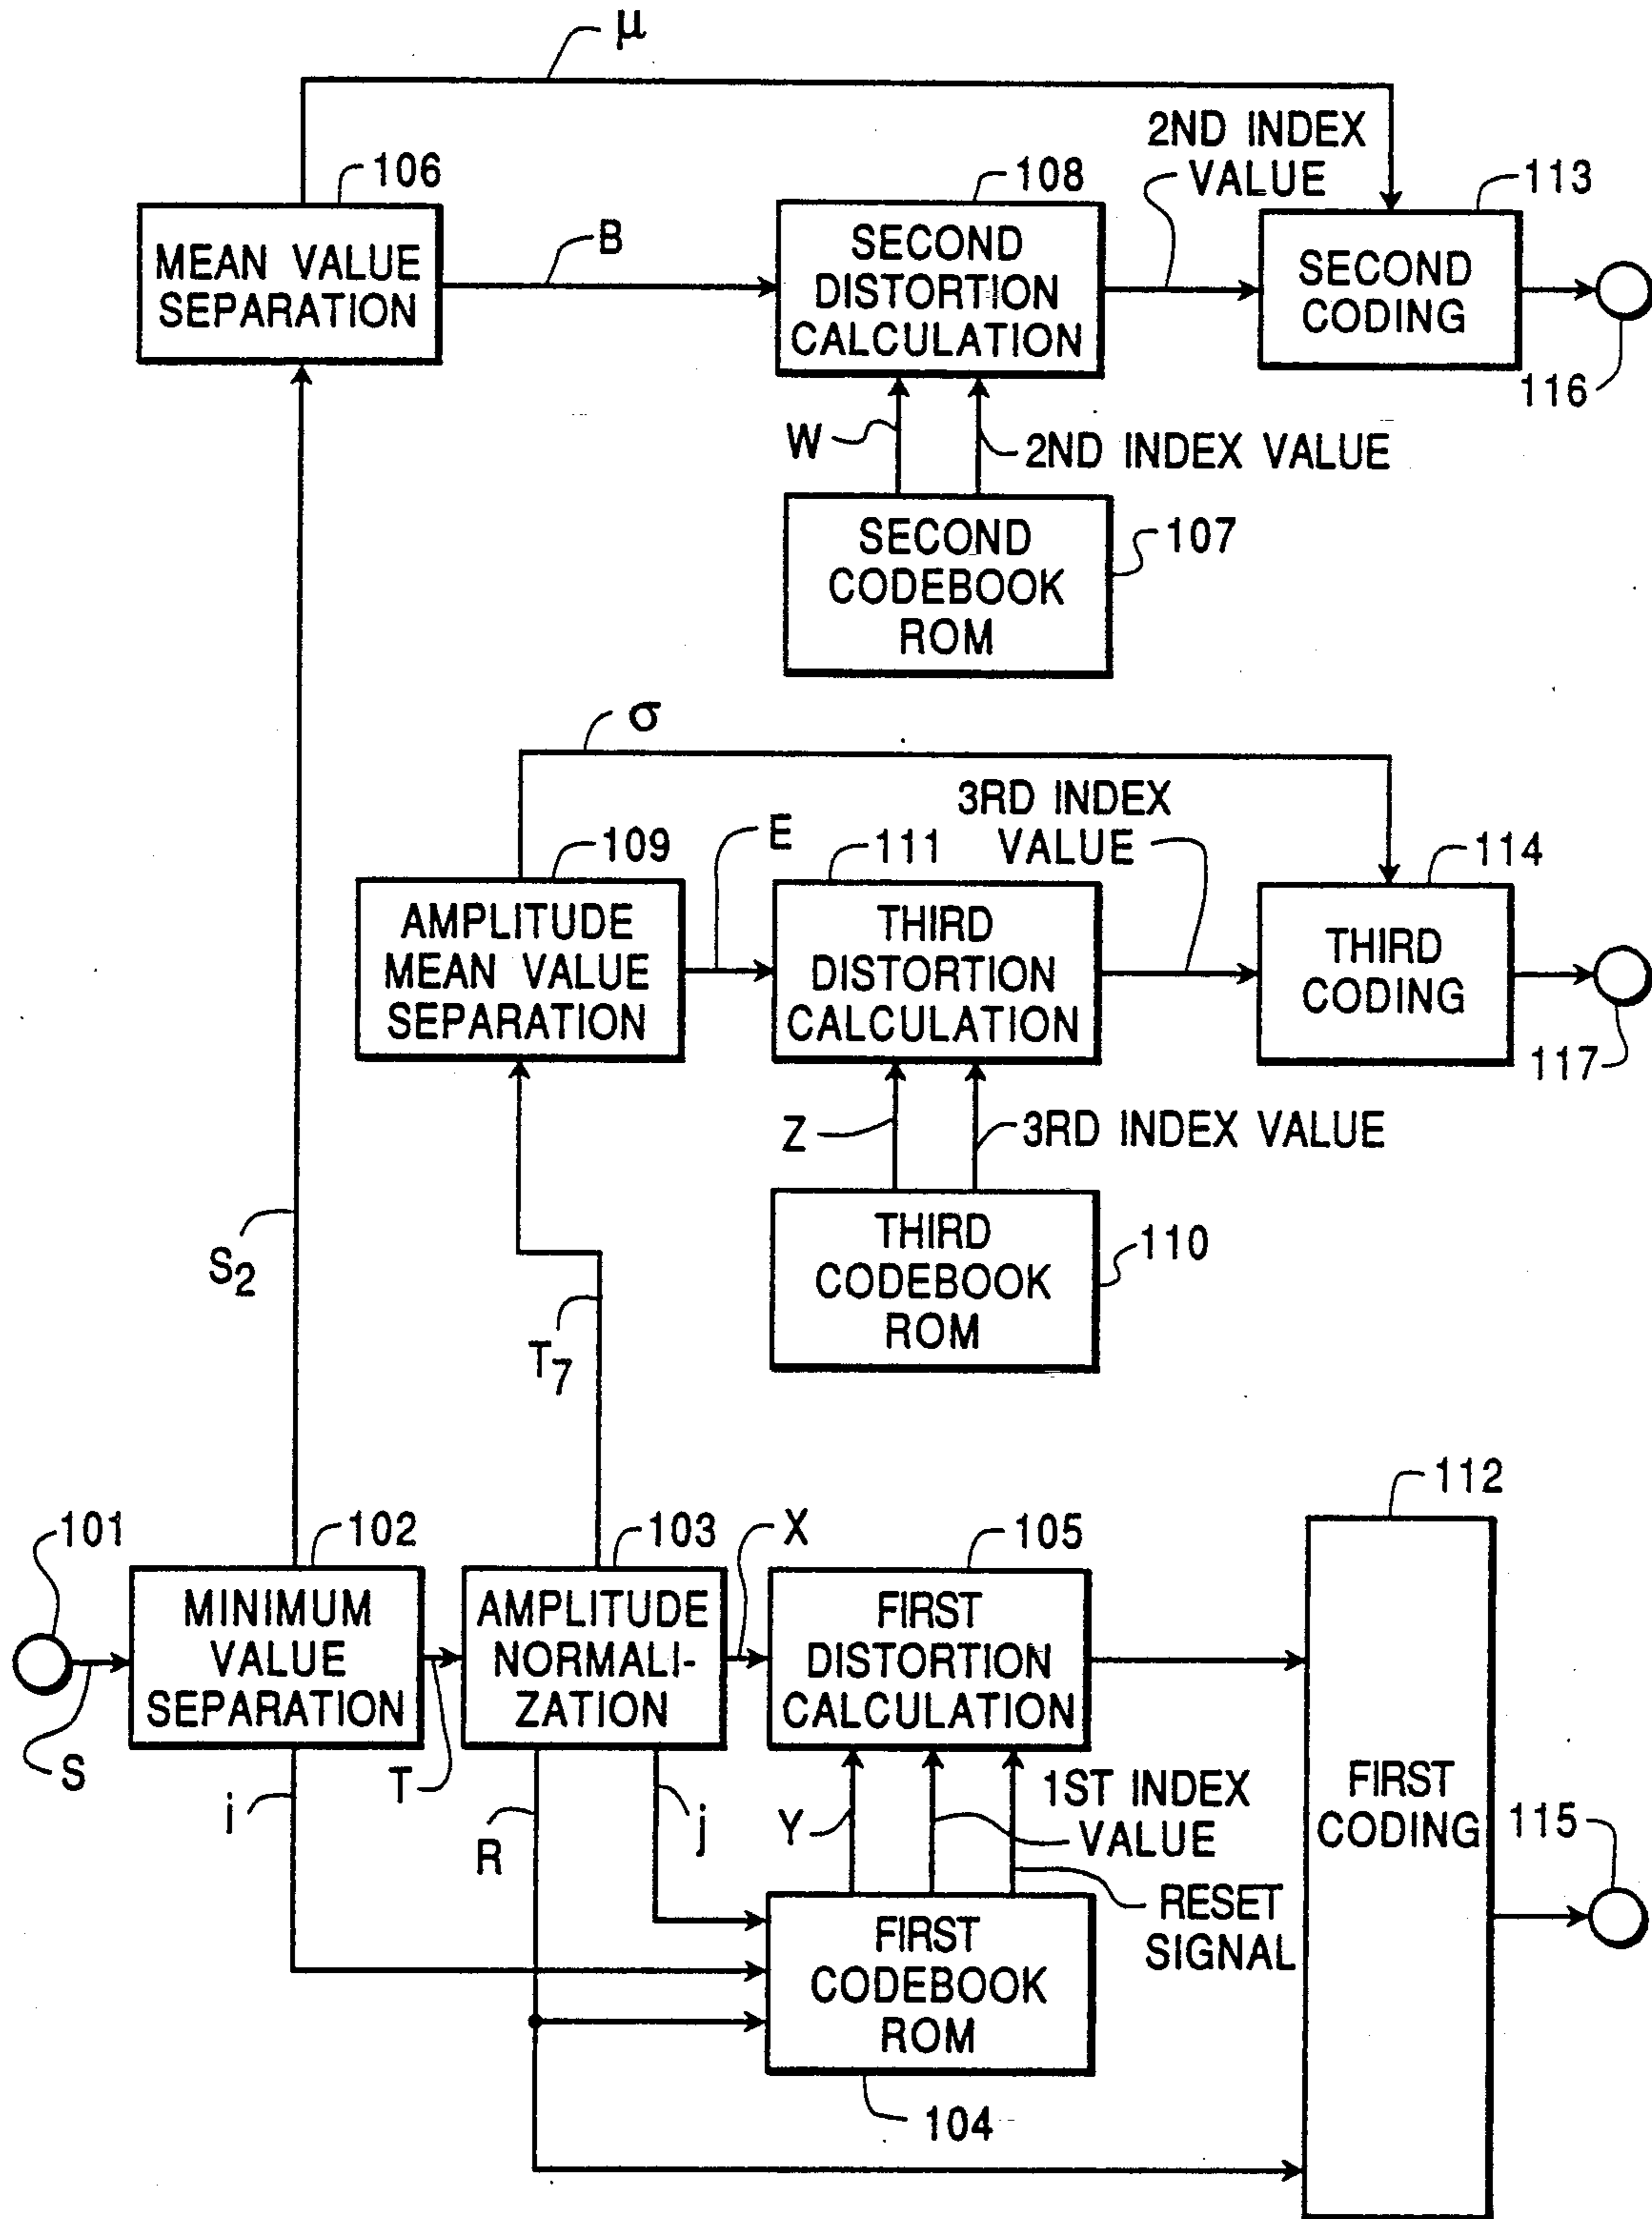 μ
2ND INDEX
VALUE
106
108
113
MEAN VALUE
SEPARATION
B
SECOND
DISTORTION
CALCULATION
SECOND
CODING
116
W
2ND INDEX VALUE
SECOND
CODEBOOK
ROM
107
σ
3RD INDEX
VALUE
109
E
111
114
AMPLITUDE
MEAN VALUE
SEPARATION
THIRD
DISTORTION
CALCULATION
THIRD
CODING
117
Z
3RD INDEX VALUE
THIRD
CODEBOOK
ROM
110
S2
T7
112
101
102
103
X
105
MINIMUM
VALUE
SEPARATION
AMPLITUDE
NORMALI-
ZATION
FIRST
DISTORTION
CALCULATION
S
T
i
R
j
Y
1ST INDEX
VALUE
RESET
SIGNAL
FIRST
CODING
115
FIRST
CODEBOOK
ROM
104